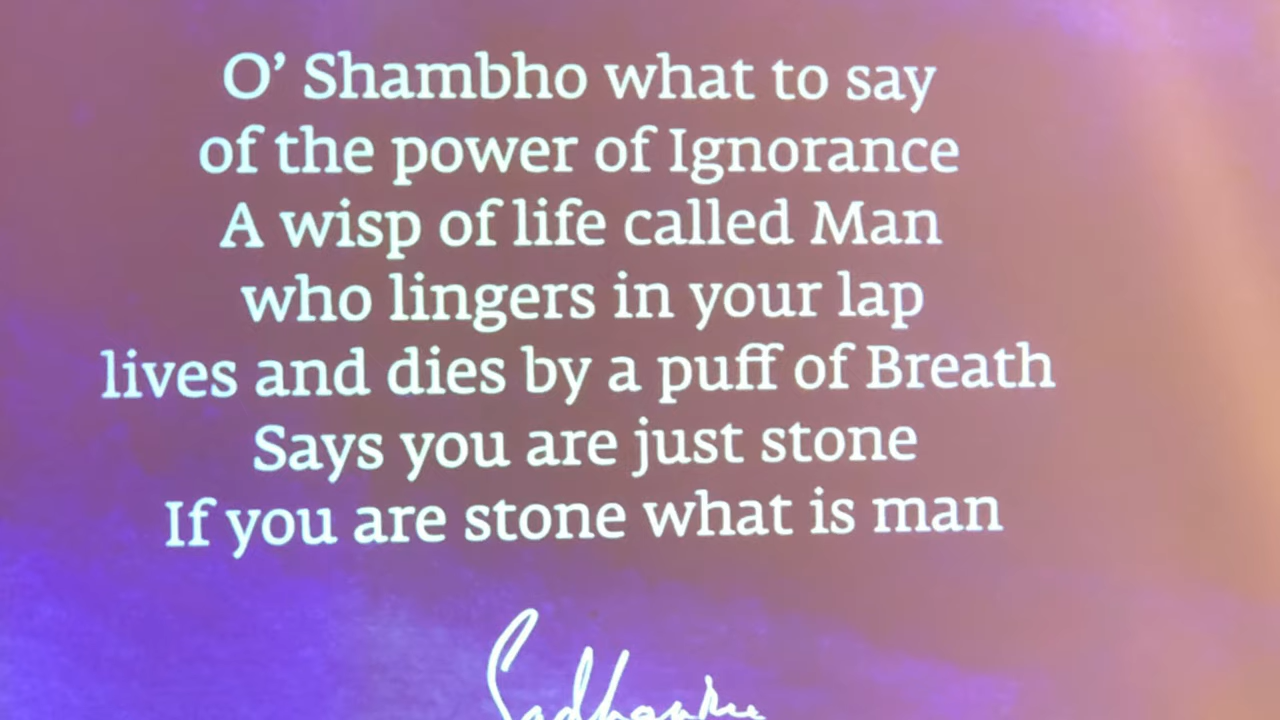 O’ Shambho what to say
of the power of Ignorance
A wisp of life called Man
who lingers in your lap
lives and dies by a puff of Breath
Says you are just stone
If you are stone what is man
Sadhguru